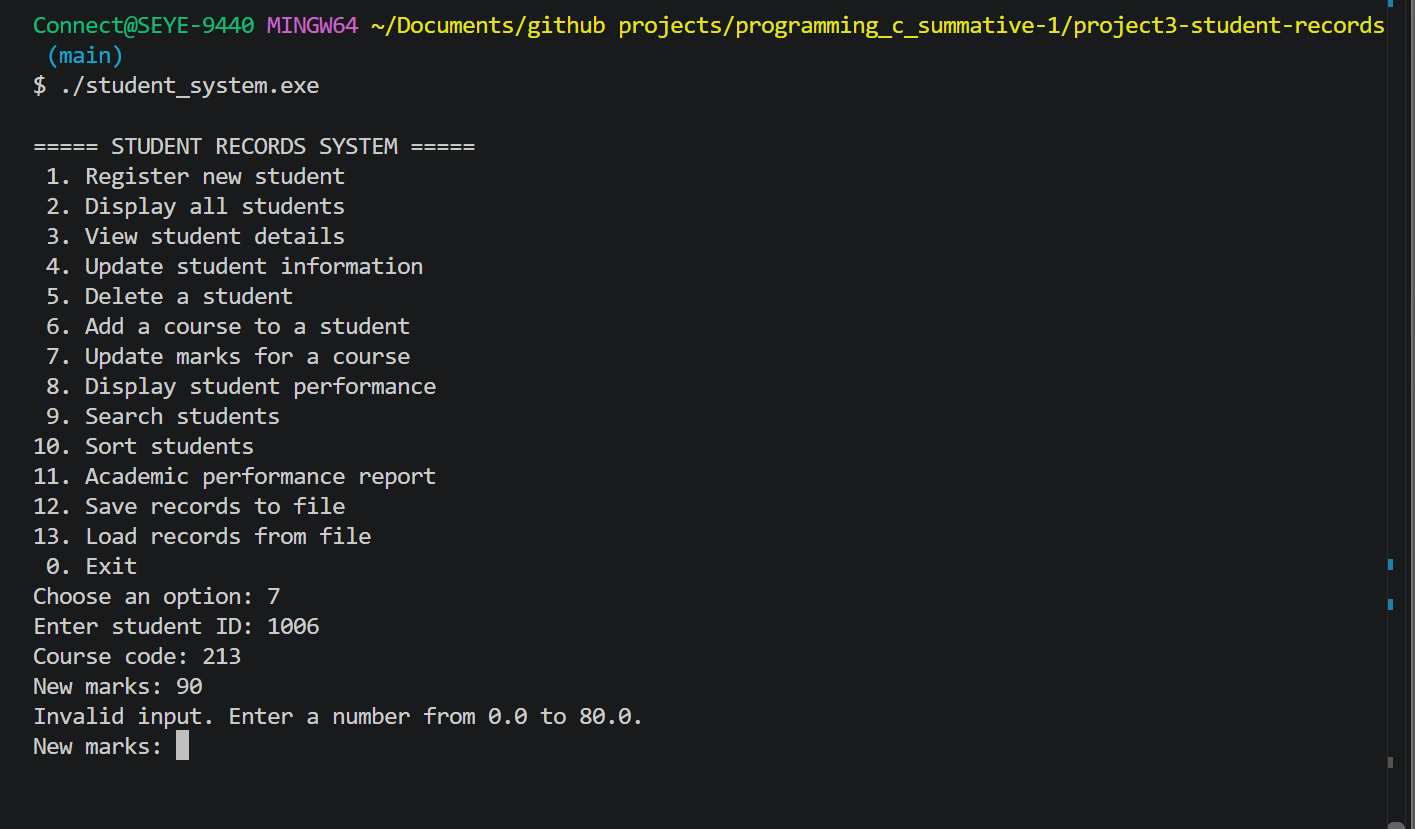 Connect@SEYE-9440 MINGW64 ~/Documents/github projects/programming_c_summative-1/project3-student-records
(main)
$ ./student_system.exe
===== STUDENT RECORDS SYSTEM =====
1. Register new student
2. Display all students
3. View student details
4. Update student information
5. Delete a student
6. Add a course to a student
7. Update marks for a course
8. Display student performance
9. Search students
10. Sort students
11. Academic performance report
12. Save records to file
13. Load records from file
0. Exit
Choose an option: 7
Enter student ID: 1006
Course code: 213
New marks: 90
Invalid input. Enter a number from 0.0 to 80.0.
New marks: